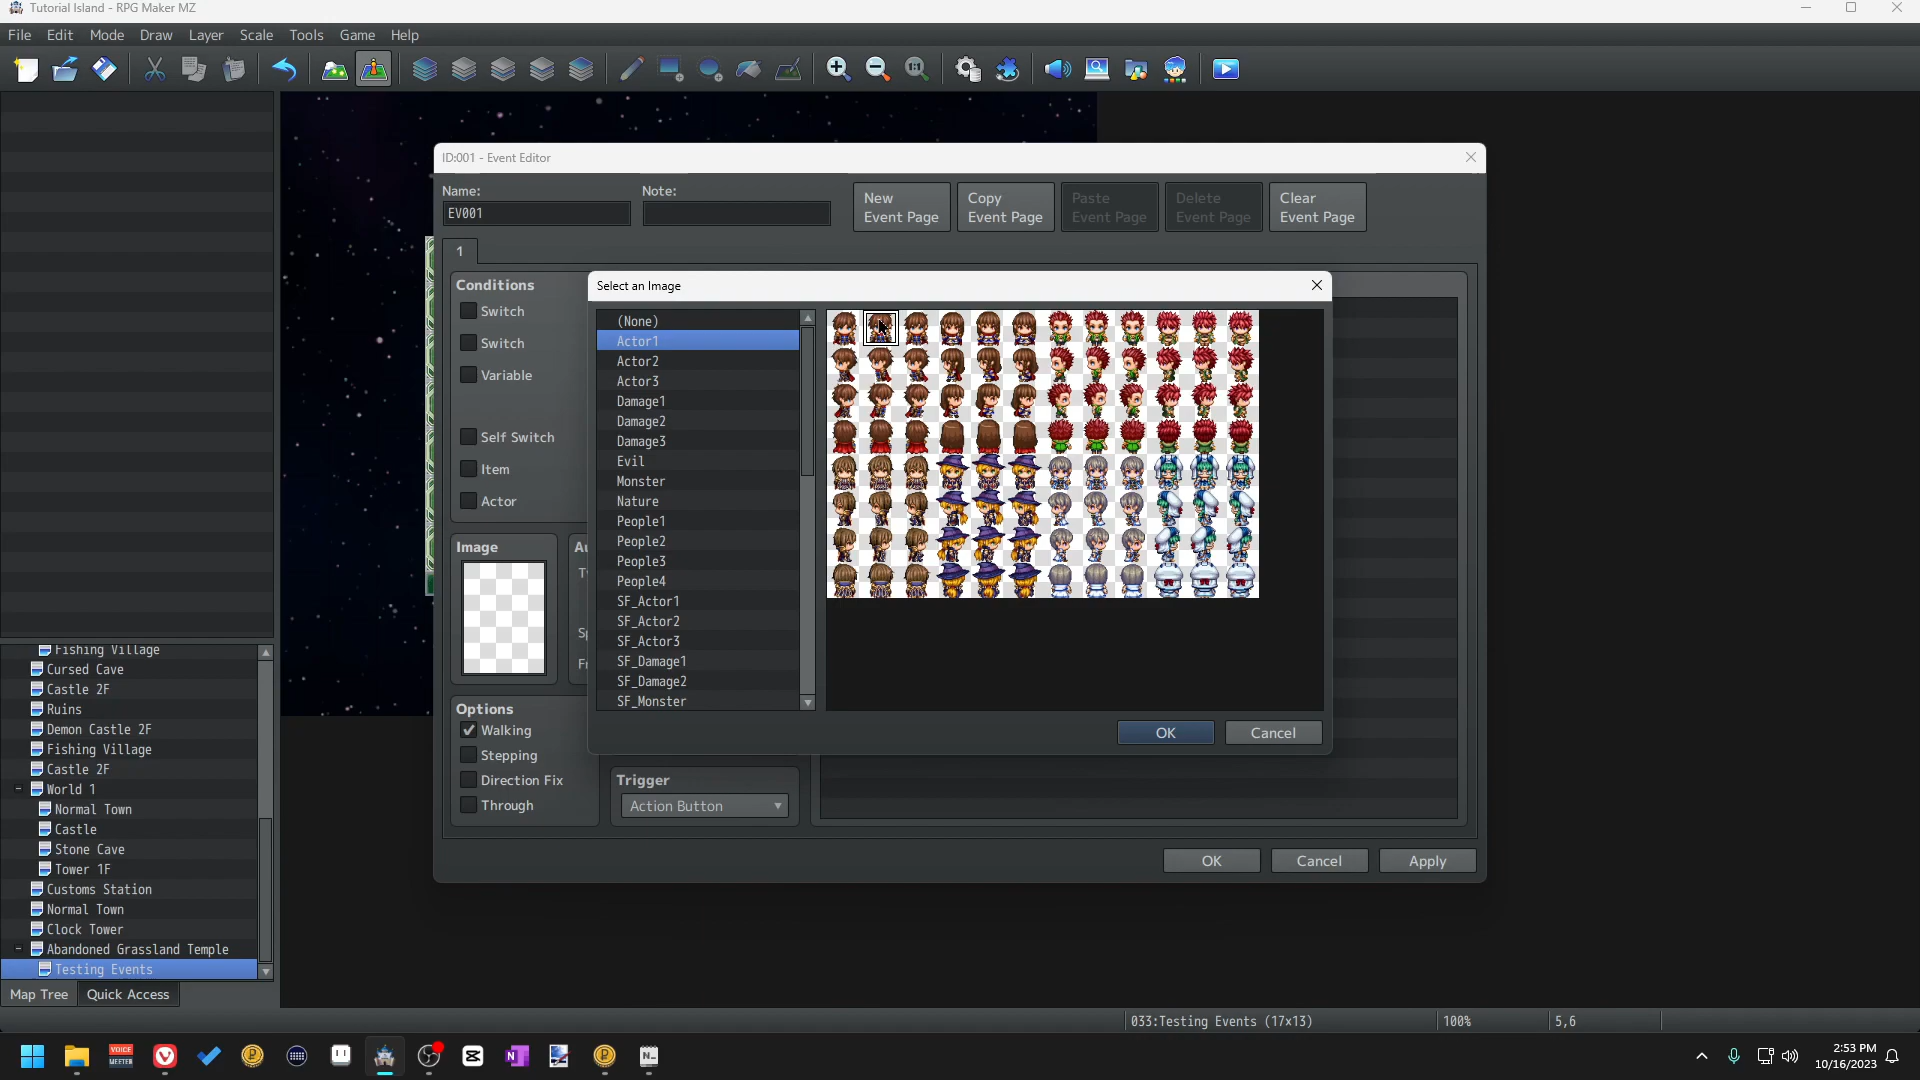 Tutorial Island - RPG Maker MZ
File Edit Mode Draw Layer Scale Tools Game Help
1:1
ID:001 - Event Editor
Name:
Note:
EV001
New Event Page
Copy Event Page
Paste Event Page
Delete Event Page
Clear Event Page
1
Conditions
Switch
Switch
Variable
Self Switch
Item
Actor
Image
Options
Walking
Stepping
Direction Fix
Through
Trigger
Action Button
Select an Image
(None)
Actor1
Actor2
Actor3
Damage1
Damage2
Damage3
Evil
Monster
Nature
People1
People2
People3
People4
SF_Actor1
SF_Actor2
SF_Actor3
SF_Damage1
SF_Damage2
SF_Monster
OK
Cancel
OK
Cancel
Apply
Fishing Village
Cursed Cave
Castle 2F
Ruins
Demon Castle 2F
Fishing Village
Castle 2F
World 1
Normal Town
Castle
Stone Cave
Tower 1F
Customs Station
Normal Town
Clock Tower
Abandoned Grassland Temple
Testing Events
Map Tree
Quick Access
033:Testing Events (17x13)
100%
5,6
VOICE
MEETER
2:53 PM
10/16/2023